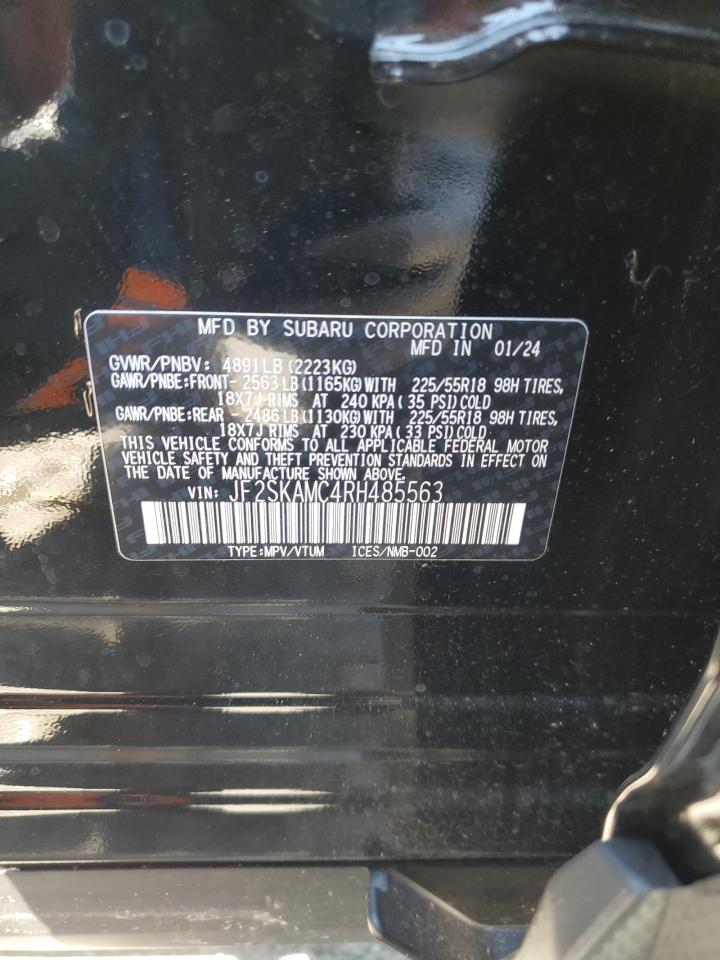 MFD BY SUBARU CORPORATION
MFD IN 01/24
GVWR/PNBV: 4891LB (2223KG)
GAWR/PNBE:FRONT- 2563LB (1165KG) WITH 225/55R18 98H TIRES,
18X7J RIMS AT 240 KPA (35 PSI) COLD
GAWR/PNBE:REAR -2486LB (1130KG) WITH 225/55R18 98H TIRES,
18X7J RIMS AT 230 KPA (33 PSI) COLD
THIS VEHICLE CONFORMS TO ALL APPLICABLE FEDERAL MOTOR
VEHICLE SAFETY AND THEFT PREVENTION STANDARDS IN EFFECT ON
THE DATE OF MANUFACTURE SHOWN ABOVE.
VIN: JF2SKAMC4RH485563
TYPE:MPV/VTUM ICES/NMB-002